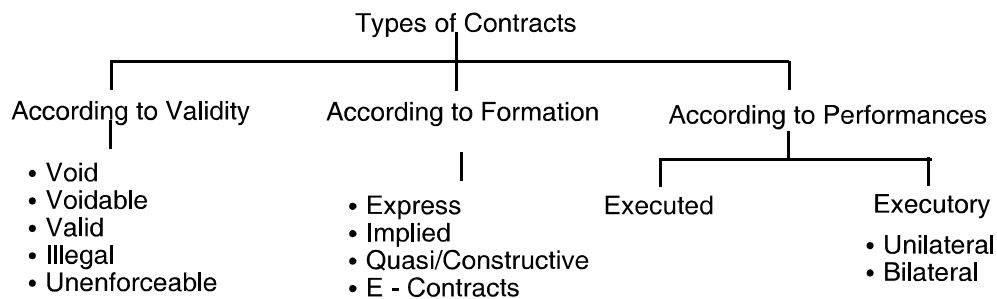 Types of Contracts
According to Validity
• Void
• Voidable
• Valid
• Illegal
• Unenforceable
According to Formation
• Express
• Implied
• Quasi/Constructive
• E - Contracts
According to Performances
Executed
Executory
• Unilateral
• Bilateral